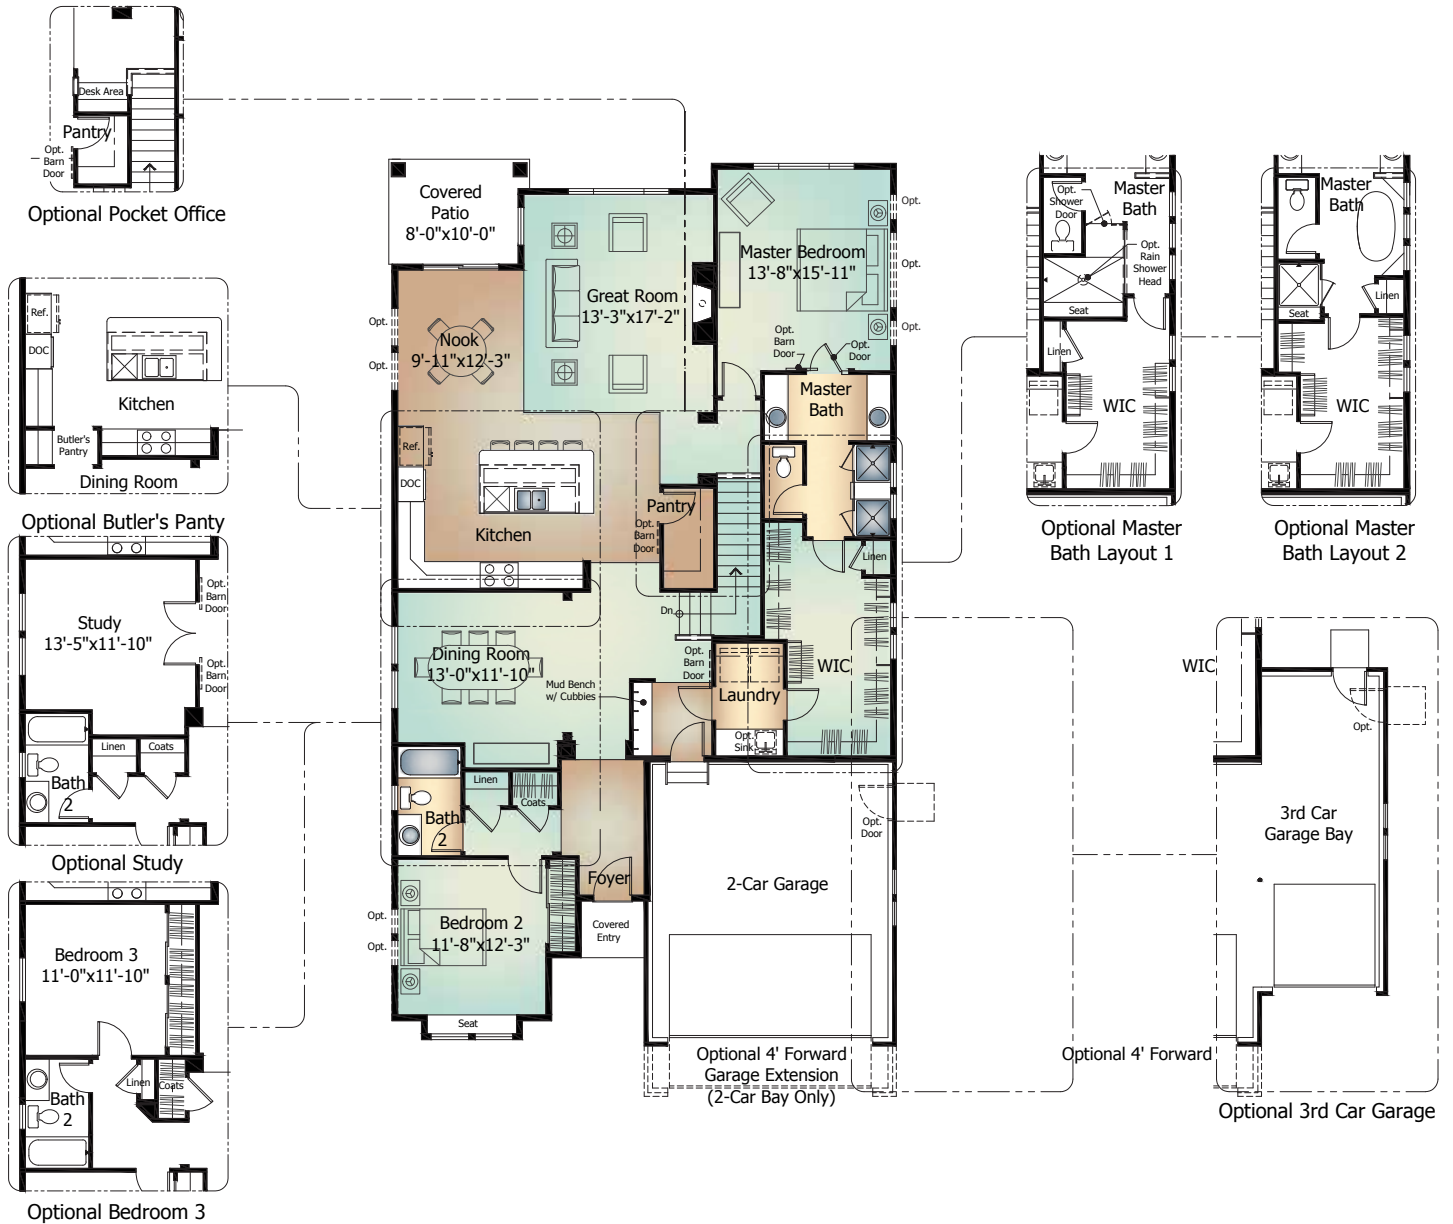 Desk Area
Pantry
Opt.
Barn
Door
Optional Pocket Office
Ref.
DOC
Kitchen
Butler's
Pantry
Dining Room
Optional Butler's Panty
Study
13'-5"x11'-10"
Opt.
Barn
Door
Opt.
Barn
Door
Linen
Coats
Bath
2
Optional Study
Bedroom 3
11'-0"x11'-10"
Linen
Coats
Bath
2
Optional Bedroom 3
Covered
Patio
8'-0"x10'-0"
Great Room
13'-3"x17'-2"
Master Bedroom
13'-8"x15'-11"
Opt.
Opt.
Opt.
Opt.
Barn
Door
Opt.
Door
Opt.
Opt.
Nook
9'-11"x12'-3"
Master
Bath
Ref.
DOC
Kitchen
Pantry
Opt.
Barn
Door
Linen
Dn
Dining Room
13'-0"x11'-10"
Mud Bench
w/ Cubbies
Opt.
Barn
Door
WIC
Laundry
Opt.
Sink
Linen
Coats
Bath
2
Foyer
Opt.
Door
2-Car Garage
Opt.
Opt.
Bedroom 2
11'-8"x12'-3"
Covered
Entry
Seat
Optional 4' Forward
Garage Extension
(2-Car Bay Only)
Opt.
Shower
Door
Master
Bath
Opt.
Rain
Shower
Head
Seat
Linen
WIC
Optional Master
Bath Layout 1
Master
Bath
Linen
Seat
WIC
Optional Master
Bath Layout 2
WIC
Opt.
3rd Car
Garage Bay
Optional 4' Forward
Optional 3rd Car Garage